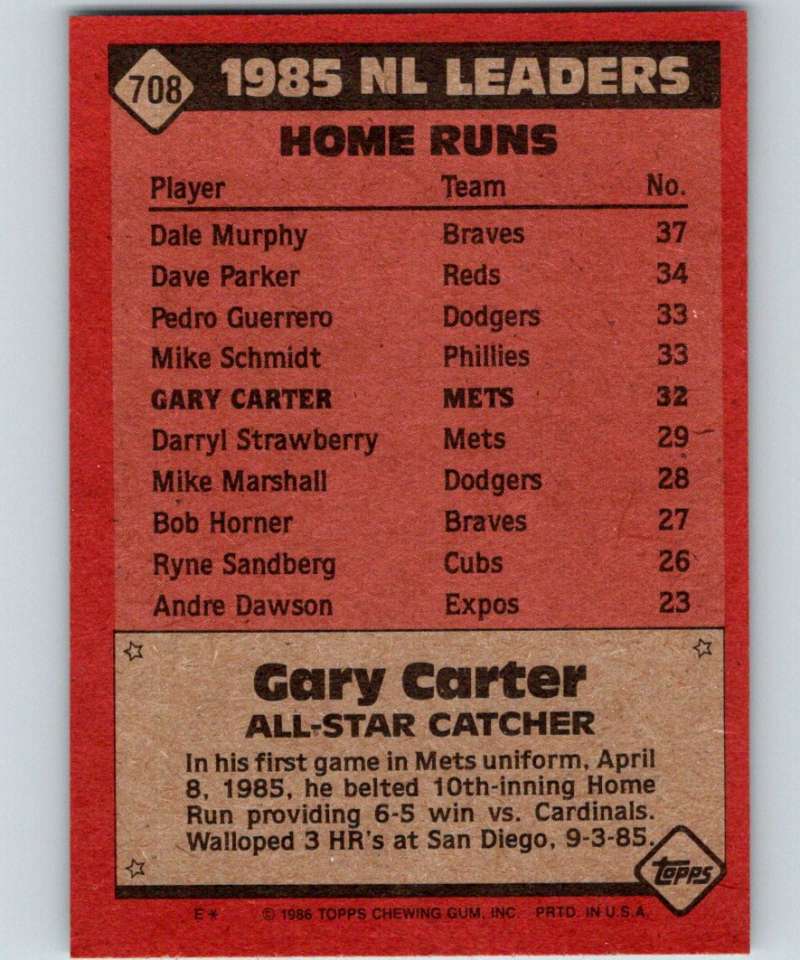 708 1985 NL LEADERS
HOME RUNS
Player Team No.
Dale Murphy Braves 37
Dave Parker Reds 34
Pedro Guerrero Dodgers 33
Mike Schmidt Phillies 33
GARY CARTER METS 32
Darryl Strawberry Mets 29
Mike Marshall Dodgers 28
Bob Horner Braves 27
Ryne Sandberg Cubs 26
Andre Dawson Expos 23
Gary Carter
ALL-STAR CATCHER
In his first game in Mets uniform, April
8, 1985, he belted 10th-inning Home
Run providing 6-5 win vs. Cardinals.
Walloped 3 HR's at San Diego, 9-3-85.
topps
E* © 1986 TOPPS CHEWING GUM, INC. PRTD. IN U.S.A.